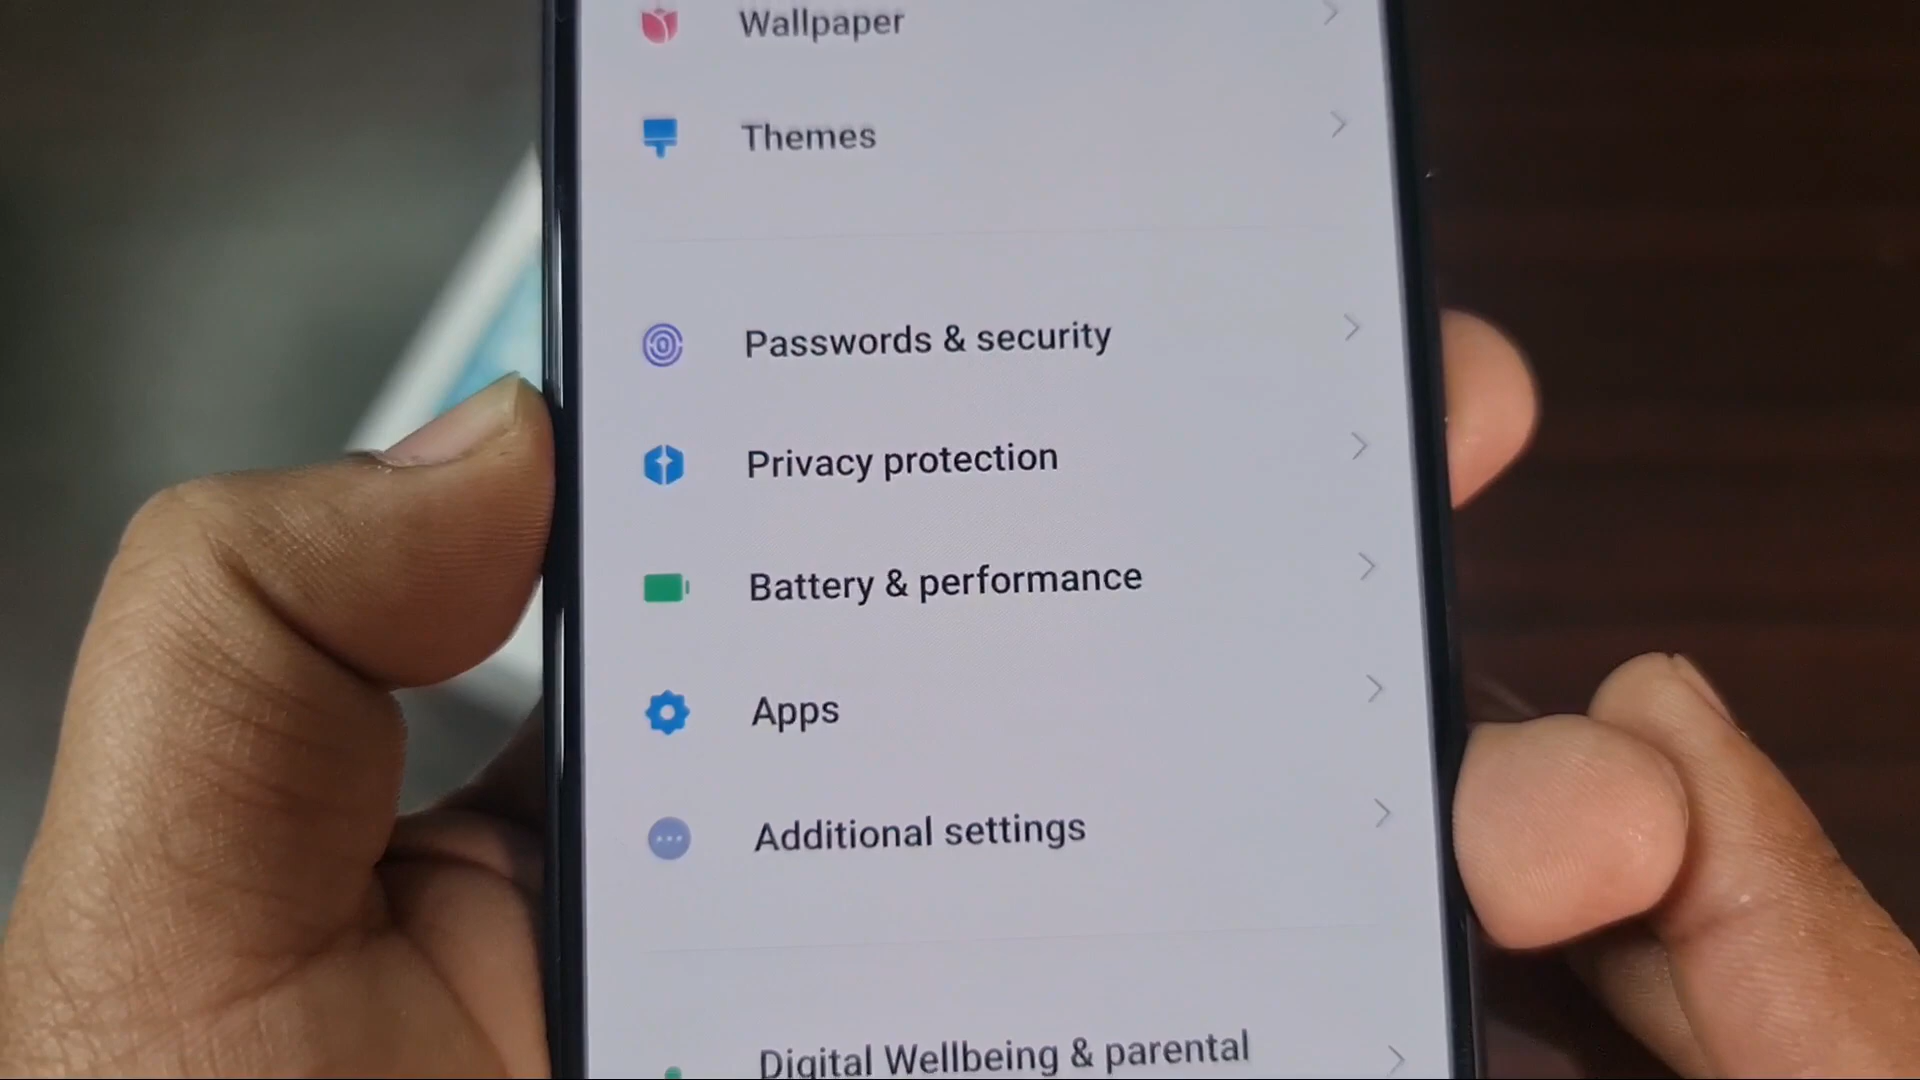 Wallpaper
Themes
Passwords & security
Privacy protection
Battery & performance
Apps
Additional settings
Digital Wellbeing & parental